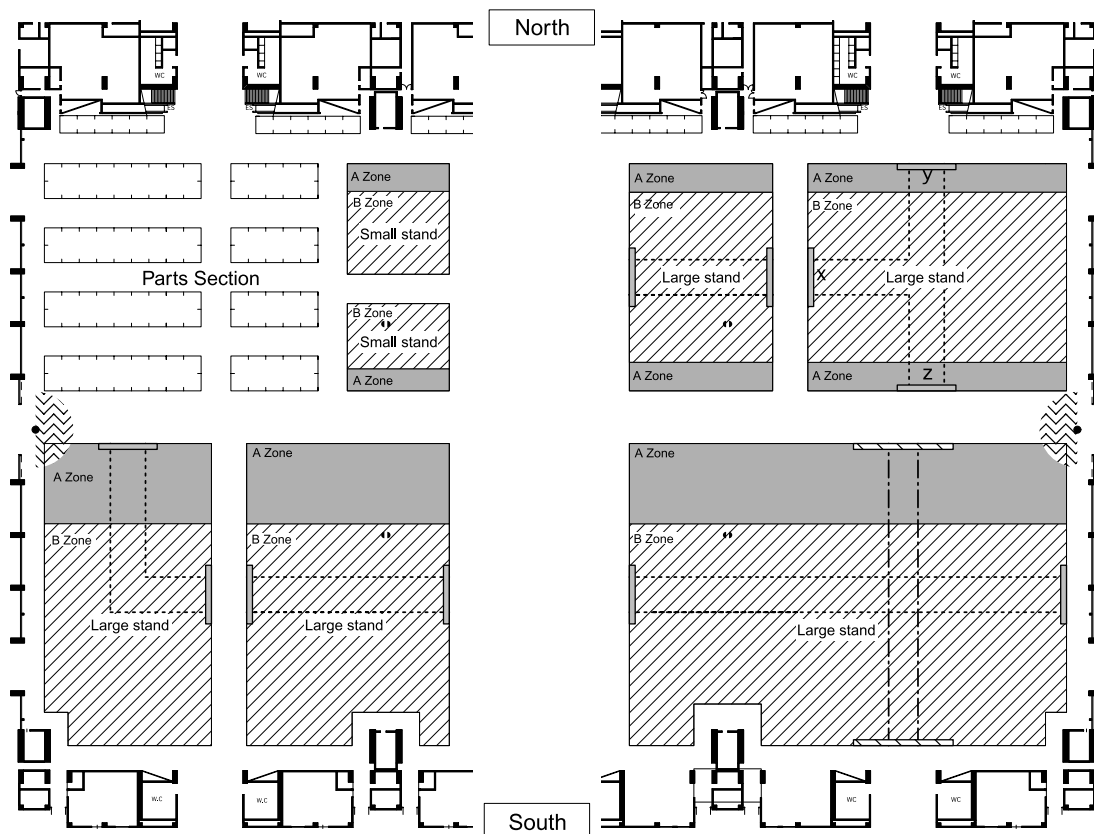 North
WC
WC
WC
WC
WC
ES
ES
ES
ES
A Zone
A Zone
A Zone
y
B Zone
B Zone
B Zone
Small stand
Parts Section
x
Large stand
Large stand
B Zone
Small stand
A Zone
A Zone
A Zone
z
A Zone
A Zone
A Zone
B Zone
B Zone
B Zone
Large stand
Large stand
Large stand
W.C
W.C
WC
WC
South